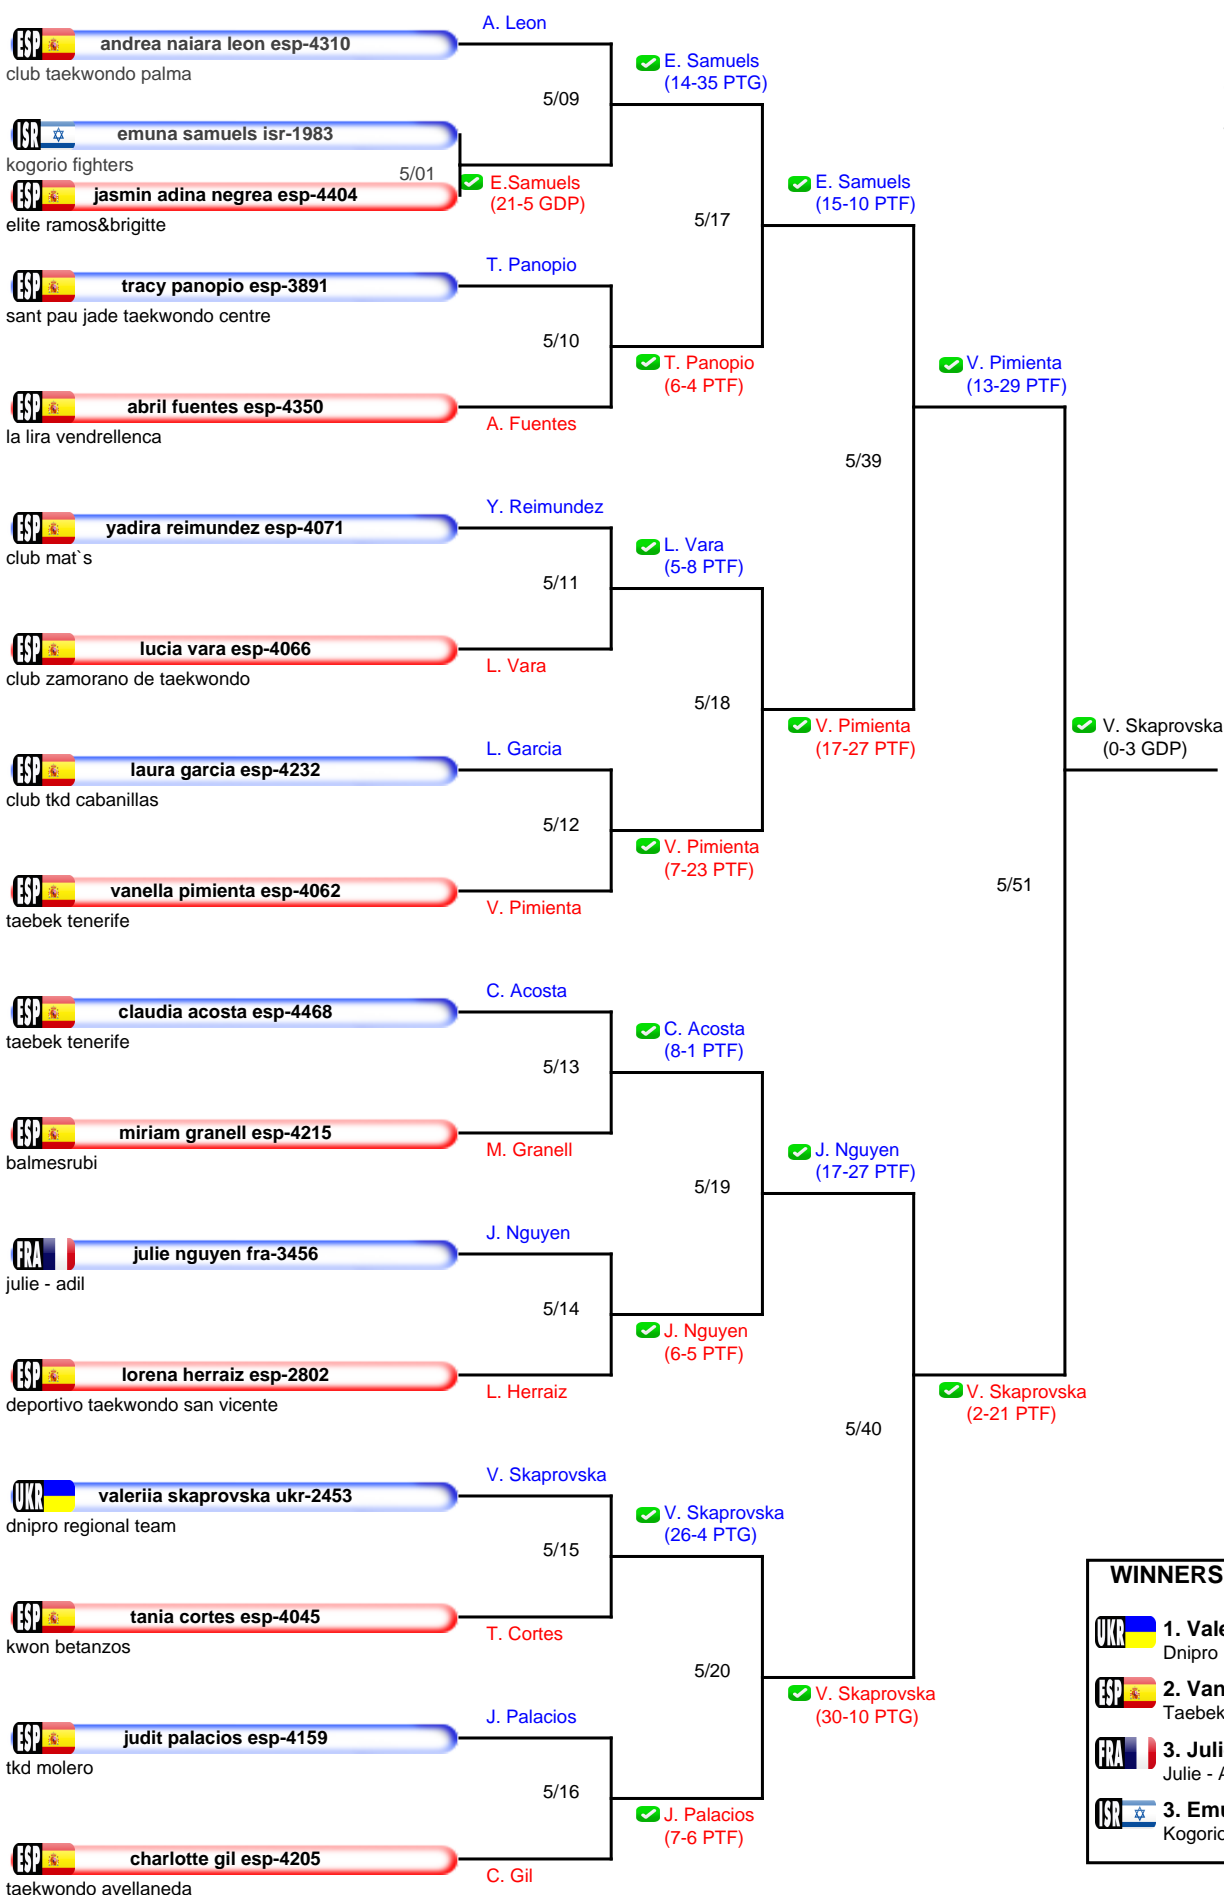 A. Leon
ESP andrea naiara leon esp-4310
club taekwondo palma
E. Samuels
(14-35 PTG)
5/09
ISR emuna samuels isr-1983
kogorio fighters
5/01
E.Samuels
(21-5 GDP)
ESP jasmin adina negrea esp-4404
elite ramos&brigitte
E. Samuels
(15-10 PTF)
5/17
T. Panopio
ESP tracy panopio esp-3891
sant pau jade taekwondo centre
5/10
T. Panopio
(6-4 PTF)
V. Pimienta
(13-29 PTF)
ESP abril fuentes esp-4350
A. Fuentes
la lira vendrellenca
5/39
Y. Reimundez
ESP yadira reimundez esp-4071
club mat`s
L. Vara
(5-8 PTF)
5/11
ESP lucia vara esp-4066
L. Vara
club zamorano de taekwondo
5/18
V. Pimienta
(17-27 PTF)
V. Skaprovska
(0-3 GDP)
L. Garcia
ESP laura garcia esp-4232
club tkd cabanillas
5/12
V. Pimienta
(7-23 PTF)
ESP vanella pimienta esp-4062
V. Pimienta
taebek tenerife
5/51
C. Acosta
ESP claudia acosta esp-4468
taebek tenerife
C. Acosta
(8-1 PTF)
5/13
ESP miriam granell esp-4215
M. Granell
balmesrubi
J. Nguyen
(17-27 PTF)
5/19
J. Nguyen
FRA julie nguyen fra-3456
julie - adil
5/14
J. Nguyen
(6-5 PTF)
ESP lorena herraiz esp-2802
L. Herraiz
deportivo taekwondo san vicente
V. Skaprovska
(2-21 PTF)
5/40
V. Skaprovska
UKR valeriia skaprovska ukr-2453
dnipro regional team
V. Skaprovska
(26-4 PTG)
5/15
ESP tania cortes esp-4045
T. Cortes
kwon betanzos
5/20
V. Skaprovska
(30-10 PTG)
J. Palacios
ESP judit palacios esp-4159
tkd molero
5/16
J. Palacios
(7-6 PTF)
ESP charlotte gil esp-4205
C. Gil
taekwondo avellaneda
WINNERS
UKR 1. Vale
Dnipro
ESP 2. Van
Taebek
FRA 3. Juli
Julie - A
ISR 3. Emu
Kogorio